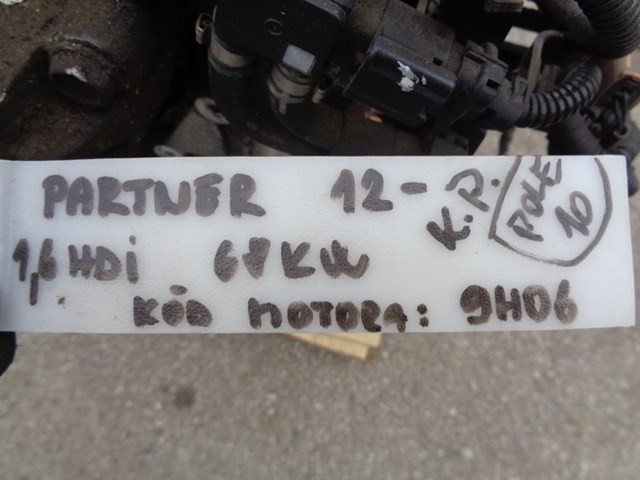 PARTNER 12- K.P. POLE 10
1,6 HDi 68 KW
KÓD MOTORA: 9H06